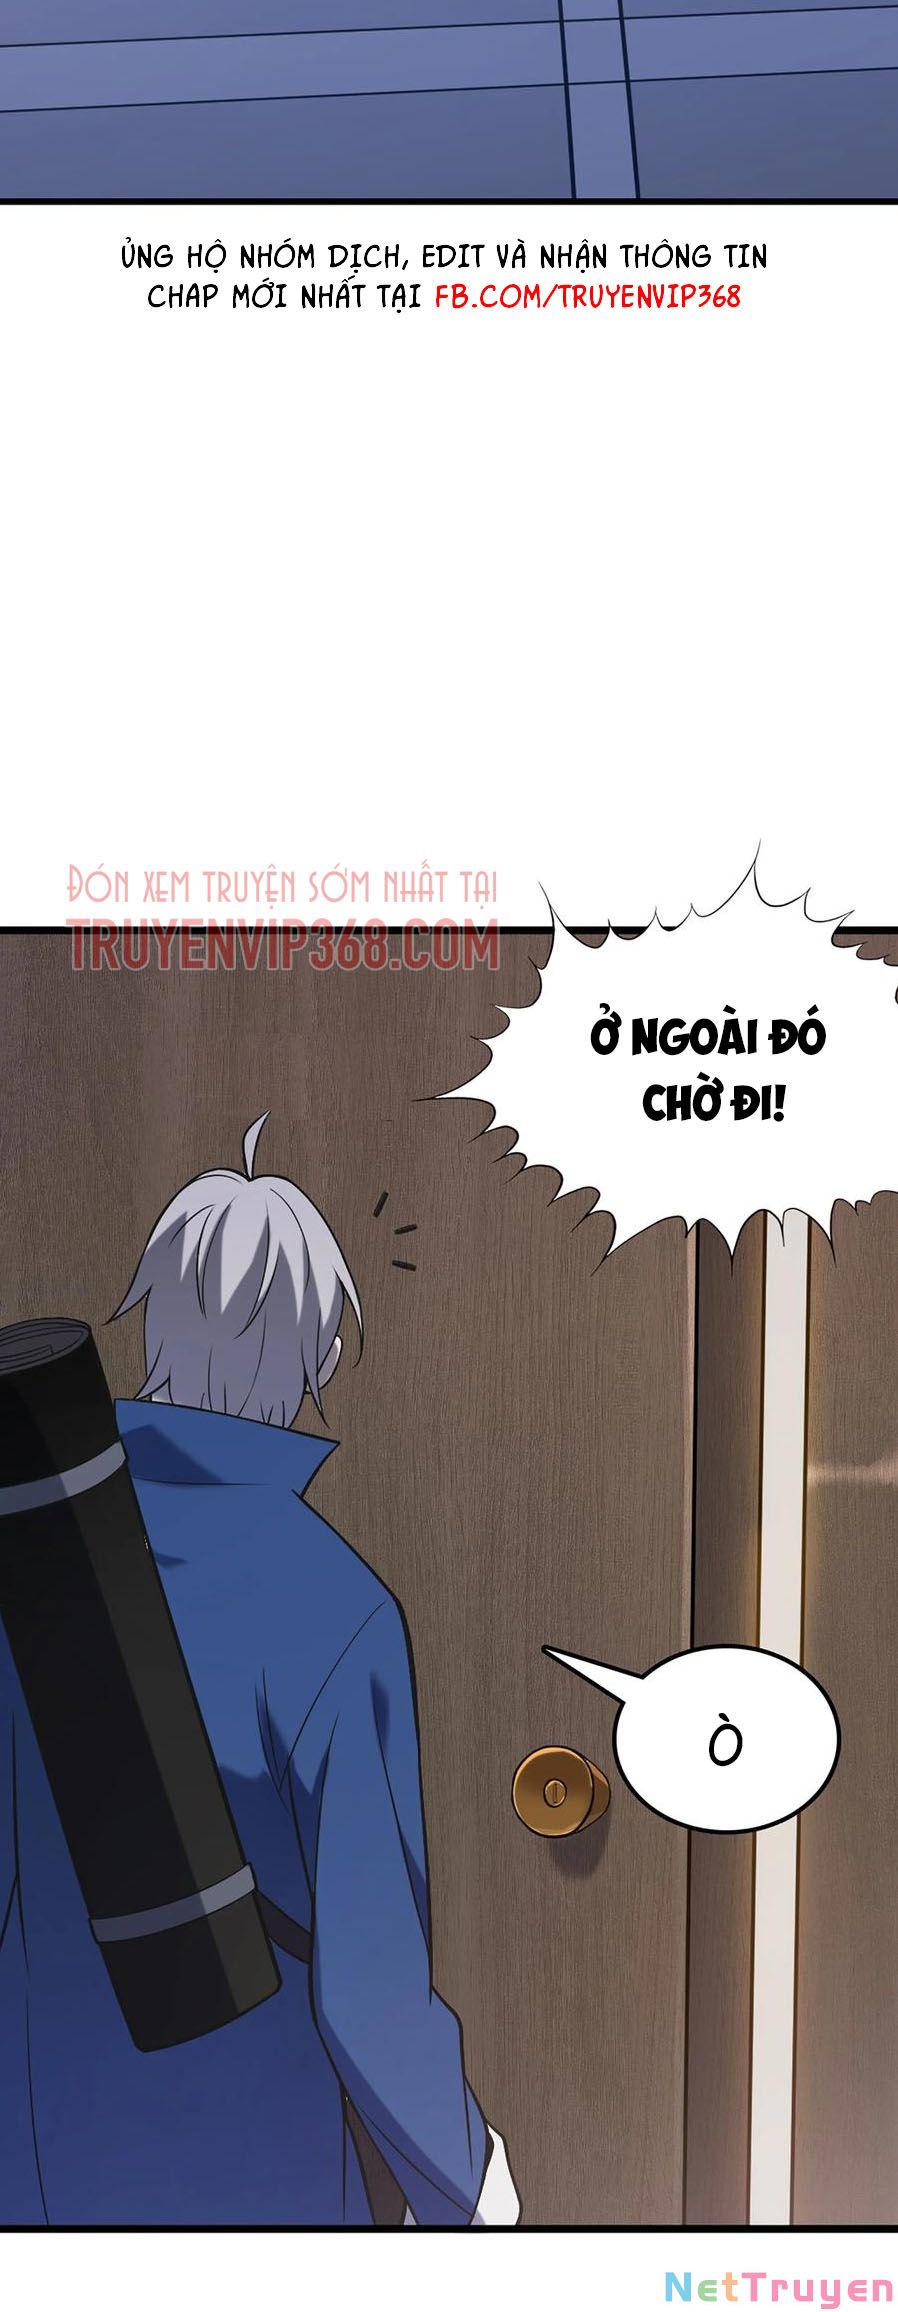 ỦNG HỘ NHÓM DỊCH, EDIT VÀ NHẬN THÔNG TIN
CHAP MỚI NHẤT TẠI FB.COM/TRUYENVIP368
ĐÓN XEM TRUYỆN SỚM NHẤT TẠI
TRUYENVIP368.COM
Ở NGOÀI ĐÓ
CHỜ ĐI!
Ò
NetTruyen